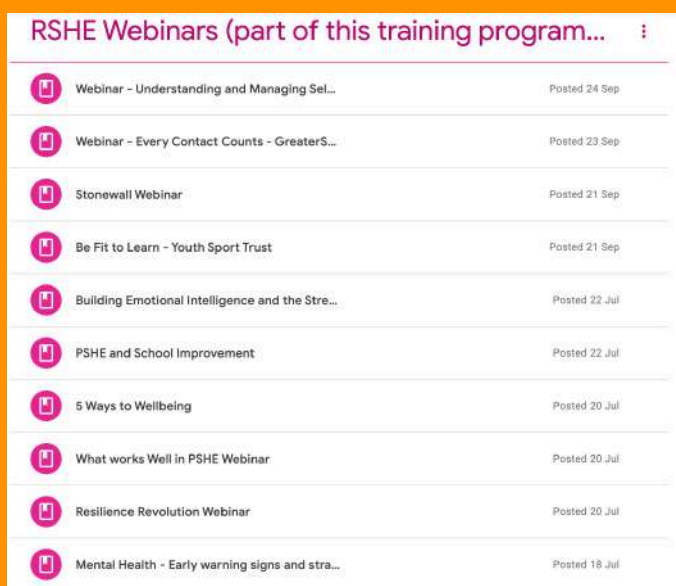 RSHE Webinars (part of this training program...
Webinar - Understanding and Managing Sel... Posted 24 Sep
Webinar - Every Contact Counts - GreaterS... Posted 23 Sep
Stonewall Webinar Posted 21 Sep
Be Fit to Learn - Youth Sport Trust Posted 21 Sep
Building Emotional Intelligence and the Stre... Posted 22 Jul
PSHE and School Improvement Posted 22 Jul
5 Ways to Wellbeing Posted 20 Jul
What works Well in PSHE Webinar Posted 20 Jul
Resilience Revolution Webinar Posted 20 Jul
Mental Health - Early warning signs and stra... Posted 18 Jul